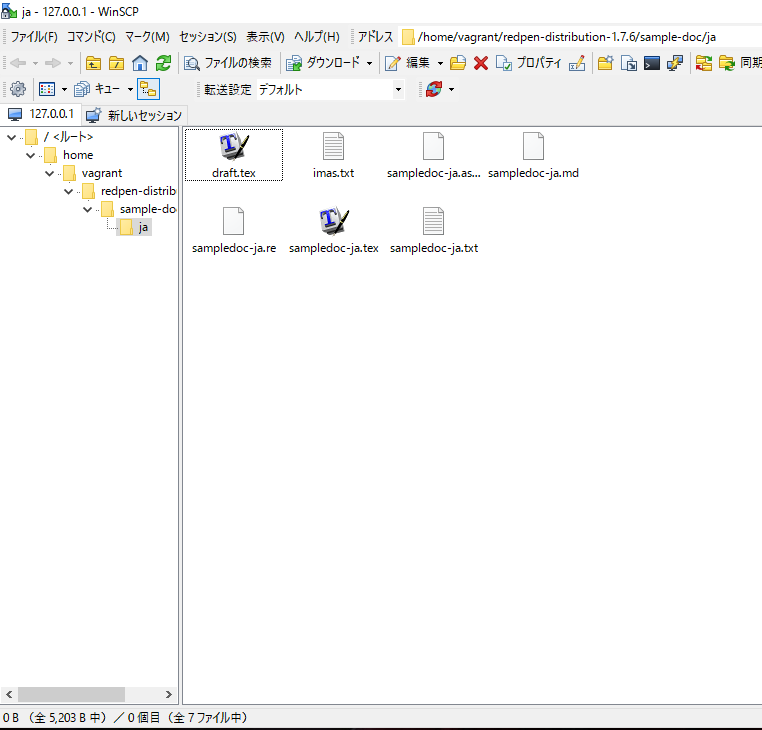 ja - 127.0.0.1 - WinSCP
ファイル(F) コマンド(C) マーク(M) セッション(S) 表示(V) ヘルプ(H) アドレス /home/vagrant/redpen-distribution-1.7.6/sample-doc/ja
ファイルの検索 ダウンロード 編集 プロパティ 同期
キュー 転送設定 デフォルト
127.0.0.1 新しいセッション
/ <ルート>
home
vagrant
redpen-distrib
sample-do
ja
draft.tex imas.txt sampledoc-ja.as... sampledoc-ja.md
sampledoc-ja.re sampledoc-ja.tex sampledoc-ja.txt
0 B （全 5,203 B 中） ／ 0 個目（全 7 ファイル中）